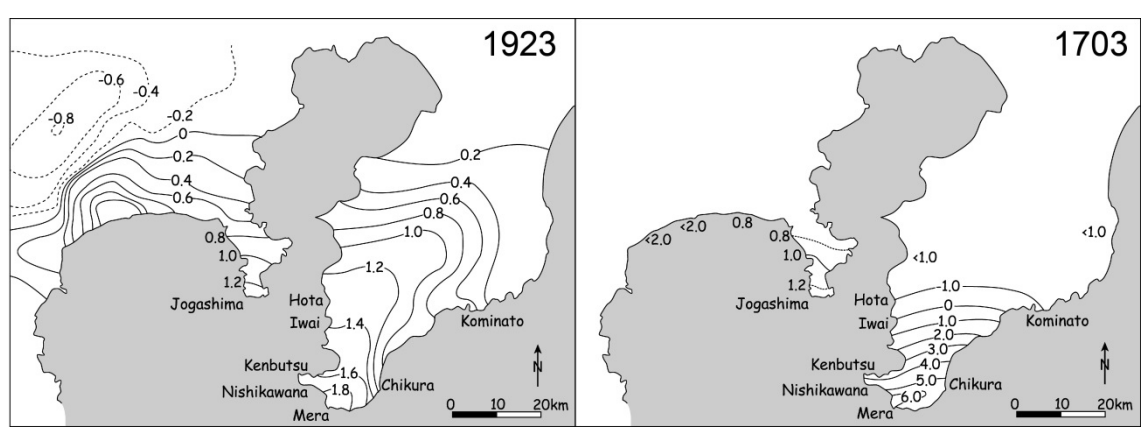 1923
-0.6
-0.4
-0.8
-0.2
0
0.2
0.4
0.6
0.8
1.0
1.2
Jogashima
0.2
0.4
0.6
0.8
1.0
1.2
Hota
Iwai
1.4
Kominato
Kenbutsu
1.6
Nishikawana
1.8
Chikura
Mera
N
0 10 20km
1703
<2.0
<2.0
0.8
0.8
1.0
1.2
Jogashima
<1.0
<1.0
-1.0
Hota
0
Iwai
1.0
Kominato
2.0
3.0
Kenbutsu
4.0
Nishikawana
5.0
Chikura
6.0
Mera
N
0 10 20km